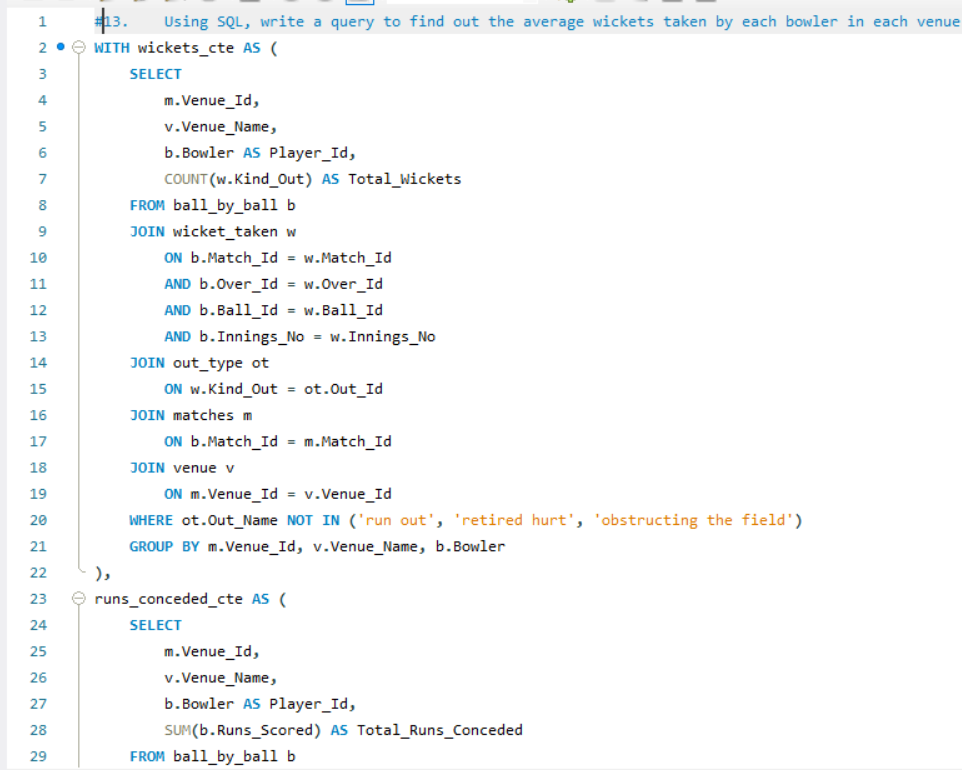 1 #13. Using SQL, write a query to find out the average wickets taken by each bowler in each venue
2 WITH wickets_cte AS (
3 SELECT
4 m.Venue_Id,
5 v.Venue_Name,
6 b.Bowler AS Player_Id,
7 COUNT(w.Kind_Out) AS Total_Wickets
8 FROM ball_by_ball b
9 JOIN wicket_taken w
10 ON b.Match_Id = w.Match_Id
11 AND b.Over_Id = w.Over_Id
12 AND b.Ball_Id = w.Ball_Id
13 AND b.Innings_No = w.Innings_No
14 JOIN out_type ot
15 ON w.Kind_Out = ot.Out_Id
16 JOIN matches m
17 ON b.Match_Id = m.Match_Id
18 JOIN venue v
19 ON m.Venue_Id = v.Venue_Id
20 WHERE ot.Out_Name NOT IN ('run out', 'retired hurt', 'obstructing the field')
21 GROUP BY m.Venue_Id, v.Venue_Name, b.Bowler
22 ),
23 runs_conceded_cte AS (
24 SELECT
25 m.Venue_Id,
26 v.Venue_Name,
27 b.Bowler AS Player_Id,
28 SUM(b.Runs_Scored) AS Total_Runs_Conceded
29 FROM ball_by_ball b